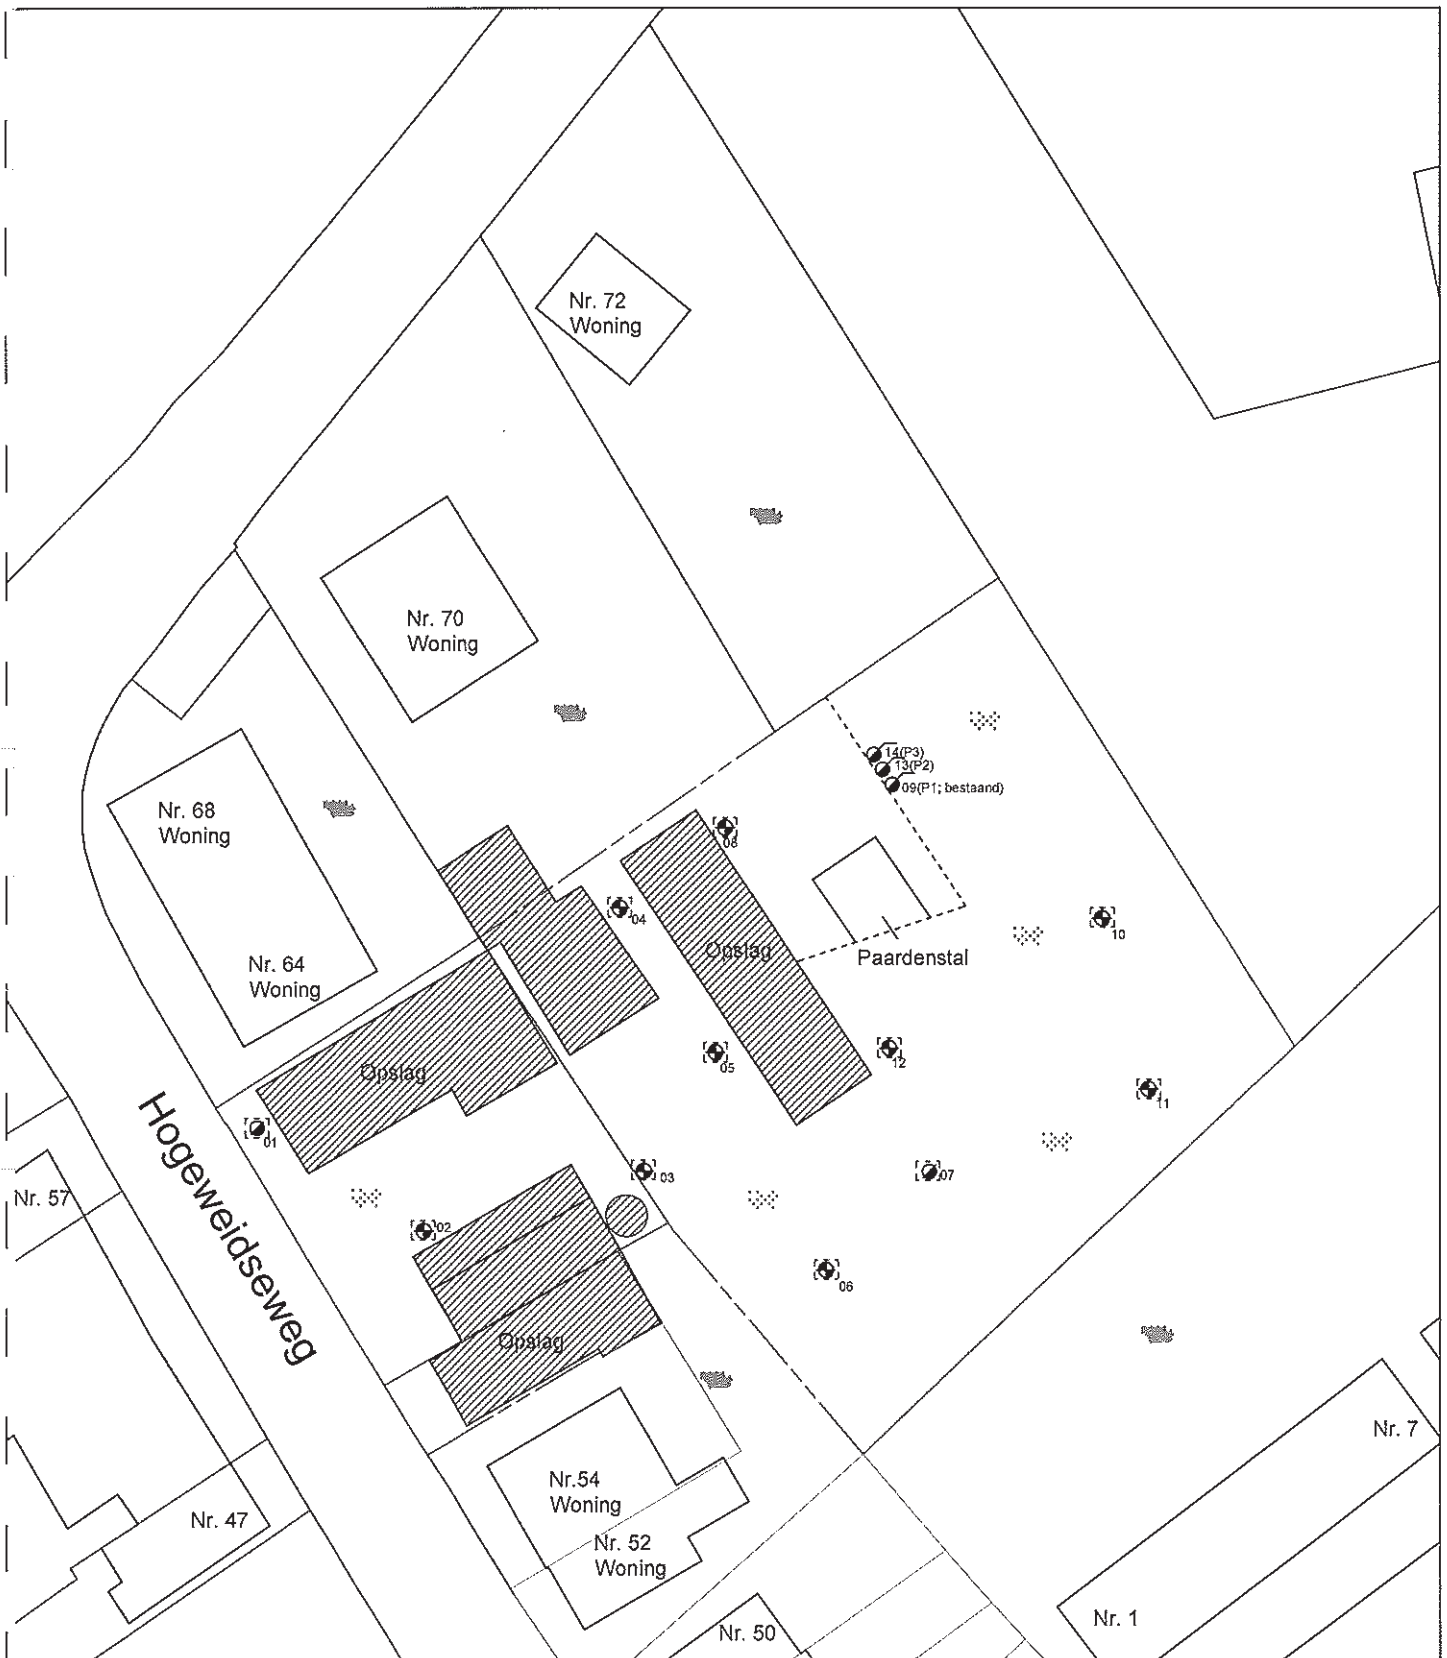 Nr. 72
Woning
Nr. 70
Woning
14(P3)
13(P2)
09(P1; bestaand)
Nr. 68
Woning
08
04
10
Opslag
Paardenstal
Nr. 64
Woning
05
12
Opslag
11
01
Hogeweidseweg
03
07
Nr. 57
02
06
Opslag
Nr. 7
Nr.54
Woning
Nr. 47
Nr. 52
Woning
Nr. 1
Nr. 50